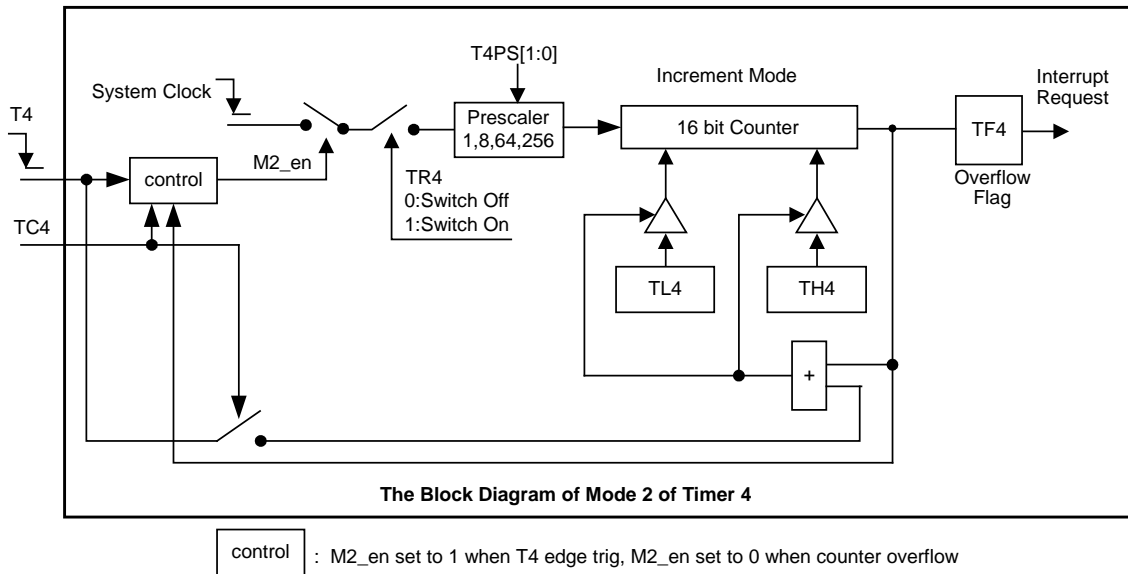 T4PS[1:0]
Increment Mode
Interrupt
Request
System Clock
T4
Prescaler
1,8,64,256
16 bit Counter
TF4
Overflow
Flag
control
M2_en
TR4
0:Switch Off
1:Switch On
TC4
TL4
TH4
+
The Block Diagram of Mode 2 of Timer 4
control : M2_en set to 1 when T4 edge trig, M2_en set to 0 when counter overflow